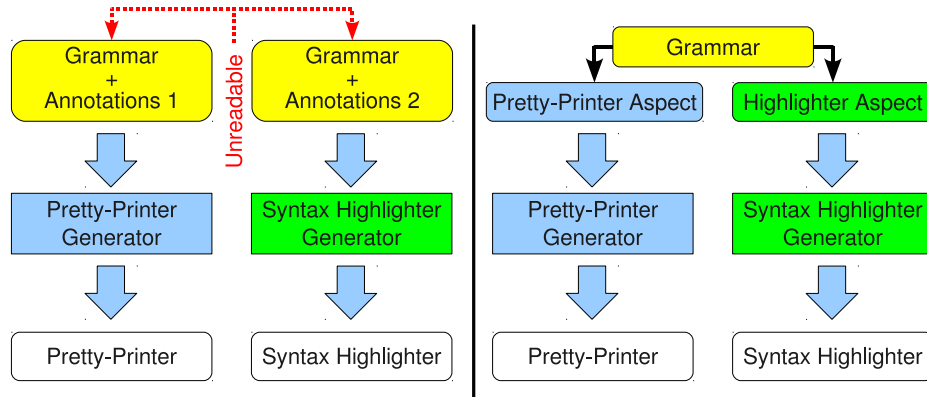 Grammar
+
Annotations 1
Unreadable
Grammar
+
Annotations 2
Pretty-Printer
Generator
Syntax Highlighter
Generator
Pretty-Printer
Syntax Highlighter
Grammar
Pretty-Printer Aspect
Highlighter Aspect
Pretty-Printer
Generator
Syntax Highlighter
Generator
Pretty-Printer
Syntax Highlighter